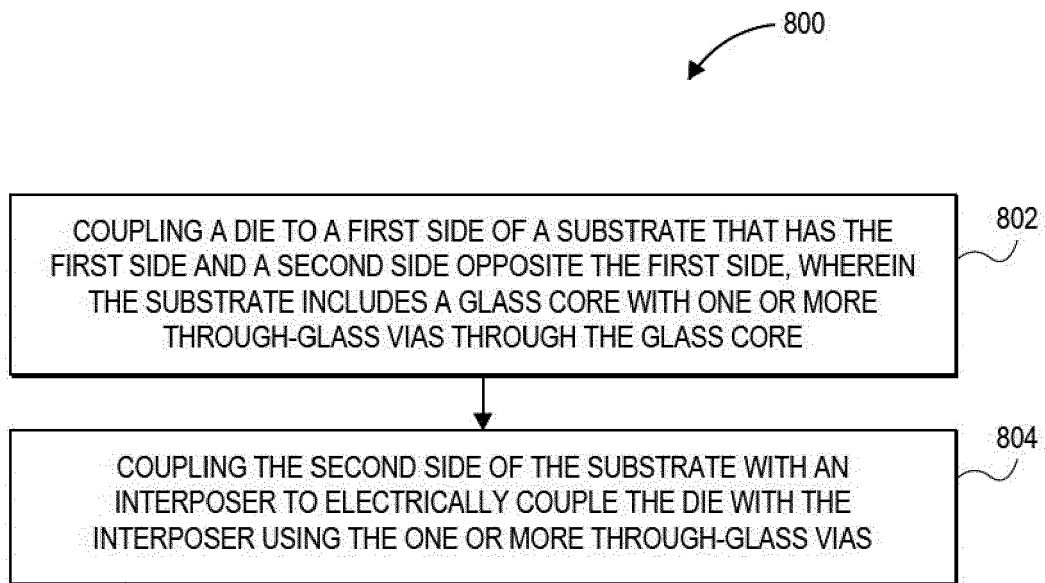 800
COUPLING A DIE TO A FIRST SIDE OF A SUBSTRATE THAT HAS THE
FIRST SIDE AND A SECOND SIDE OPPOSITE THE FIRST SIDE, WHEREIN
THE SUBSTRATE INCLUDES A GLASS CORE WITH ONE OR MORE
THROUGH-GLASS VIAS THROUGH THE GLASS CORE
802
COUPLING THE SECOND SIDE OF THE SUBSTRATE WITH AN
INTERPOSER TO ELECTRICALLY COUPLE THE DIE WITH THE
INTERPOSER USING THE ONE OR MORE THROUGH-GLASS VIAS
804